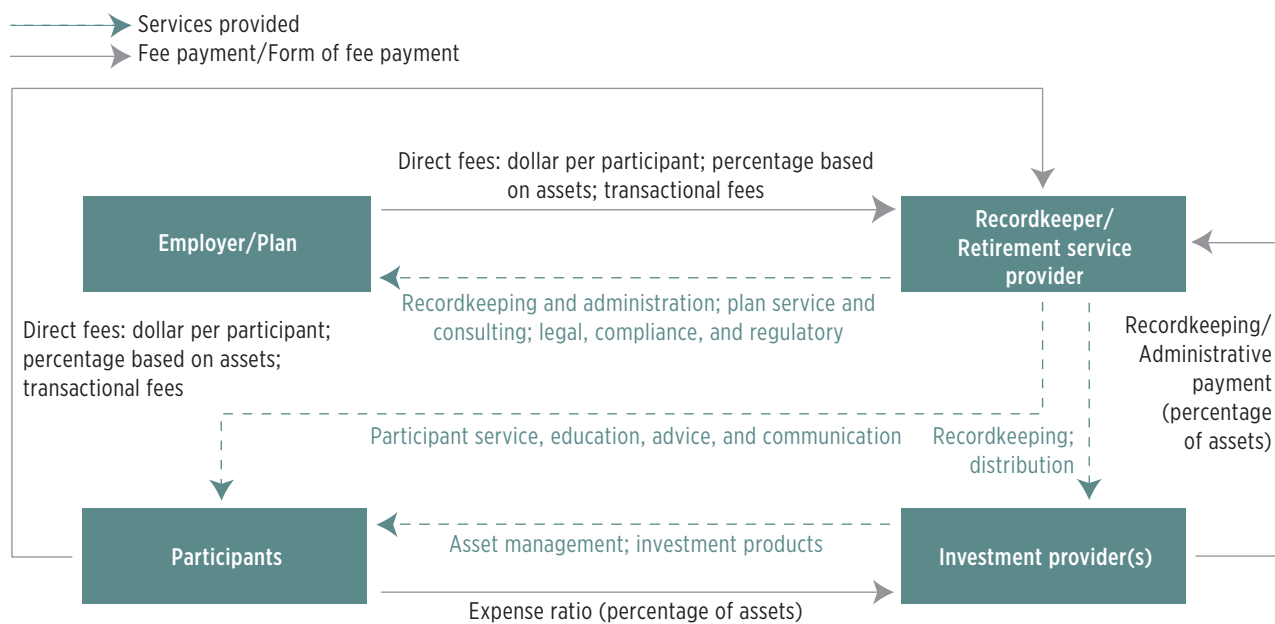 Services provided
Fee payment/Form of fee payment
Direct fees: dollar per participant; percentage based
on assets; transactional fees
Employer/Plan
Recordkeeper/
Retirement service
provider
Recordkeeping and administration; plan service and
consulting; legal, compliance, and regulatory
Direct fees: dollar per participant;
percentage based on assets;
transactional fees
Recordkeeping/
Administrative
payment
(percentage
of assets)
Participant service, education, advice, and communication
Recordkeeping;
distribution
Participants
Asset management; investment products
Investment provider(s)
Expense ratio (percentage of assets)